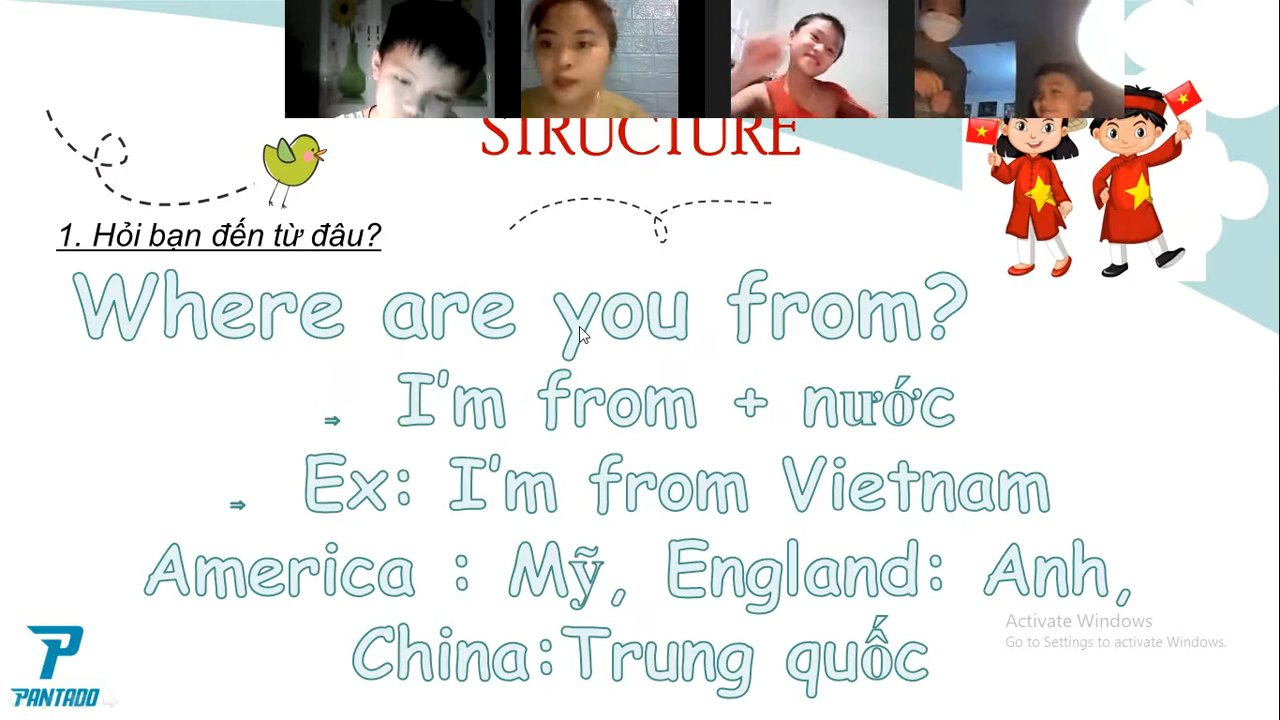 STRUCTURE
1. Hỏi bạn đến từ đâu?
Where are you from?
⇒ I'm from + nước
⇒ Ex: I'm from Vietnam
America : Mỹ, England: Anh,
China:Trung quốc
Activate Windows
Go to Settings to activate Windows.
PANTADO